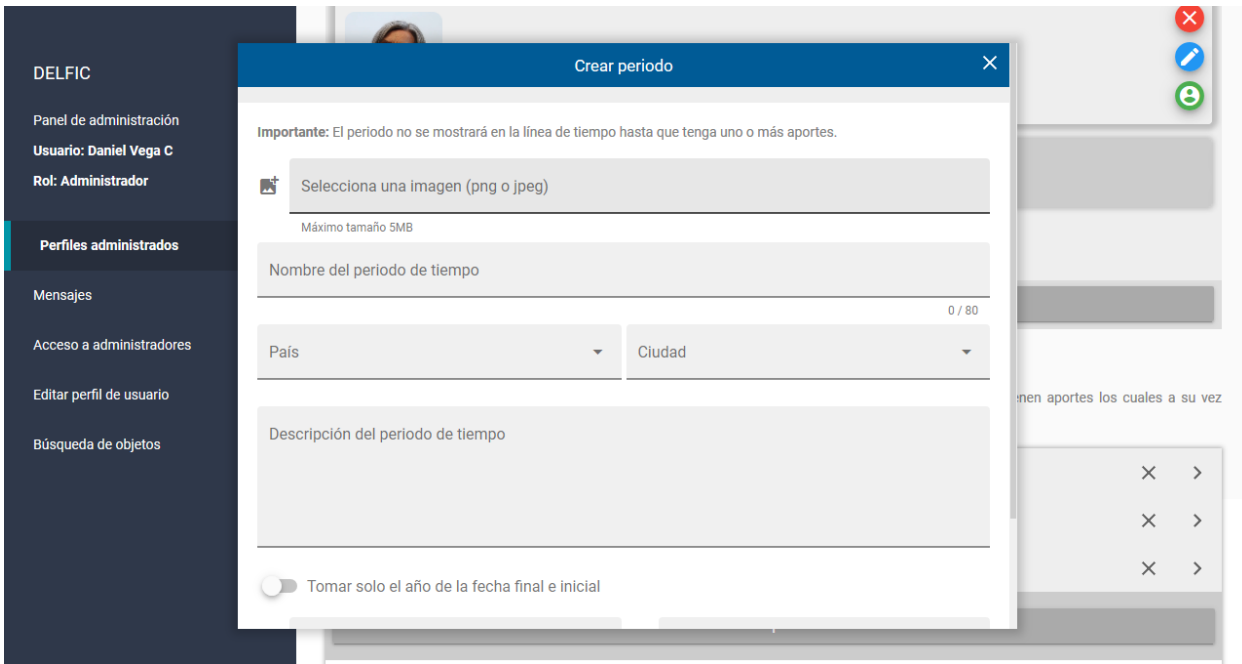 DELFIC
Panel de administración
Usuario: Daniel Vega C
Rol: Administrador
Perfiles administrados
Mensajes
Acceso a administradores
Editar perfil de usuario
Búsqueda de objetos
Crear periodo
Importante: El periodo no se mostrará en la línea de tiempo hasta que tenga uno o más aportes.
Selecciona una imagen (png o jpeg)
Máximo tamaño 5MB
Nombre del periodo de tiempo
0 / 80
País
Ciudad
Descripción del periodo de tiempo
Tomar solo el año de la fecha final e inicial
aportes los cuales a su vez